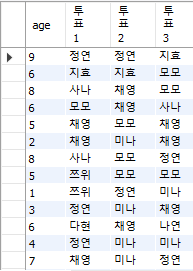 age 투표1 투표2 투표3
9 정연 정연 지효
6 지효 지효 모모
8 사나 채영 모모
6 모모 채영 사나
5 채영 모모 채영
2 채영 미나 채영
8 사나 모모 정연
5 쯔위 모모 모모
1 쯔위 정연 미나
3 정연 미나 채영
6 다현 채영 나연
4 정연 미나 미나
7 채영 미나 정연